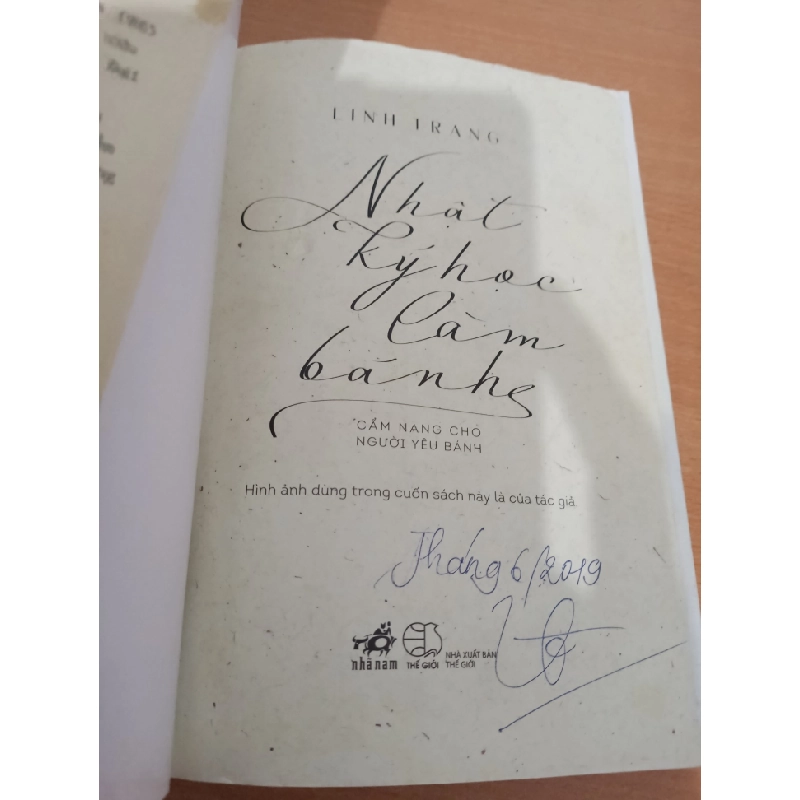 LINH TRANG
Nhật
ký học
làm
bánh
CẨM NANG CHO
NGƯỜI YÊU BÁNH
Hình ảnh dùng trong cuốn sách này là của tác giả.
Tháng 6/2019
nhã nam
THẾ GIỚI
NHÀ XUẤT BẢN
THẾ GIỚI